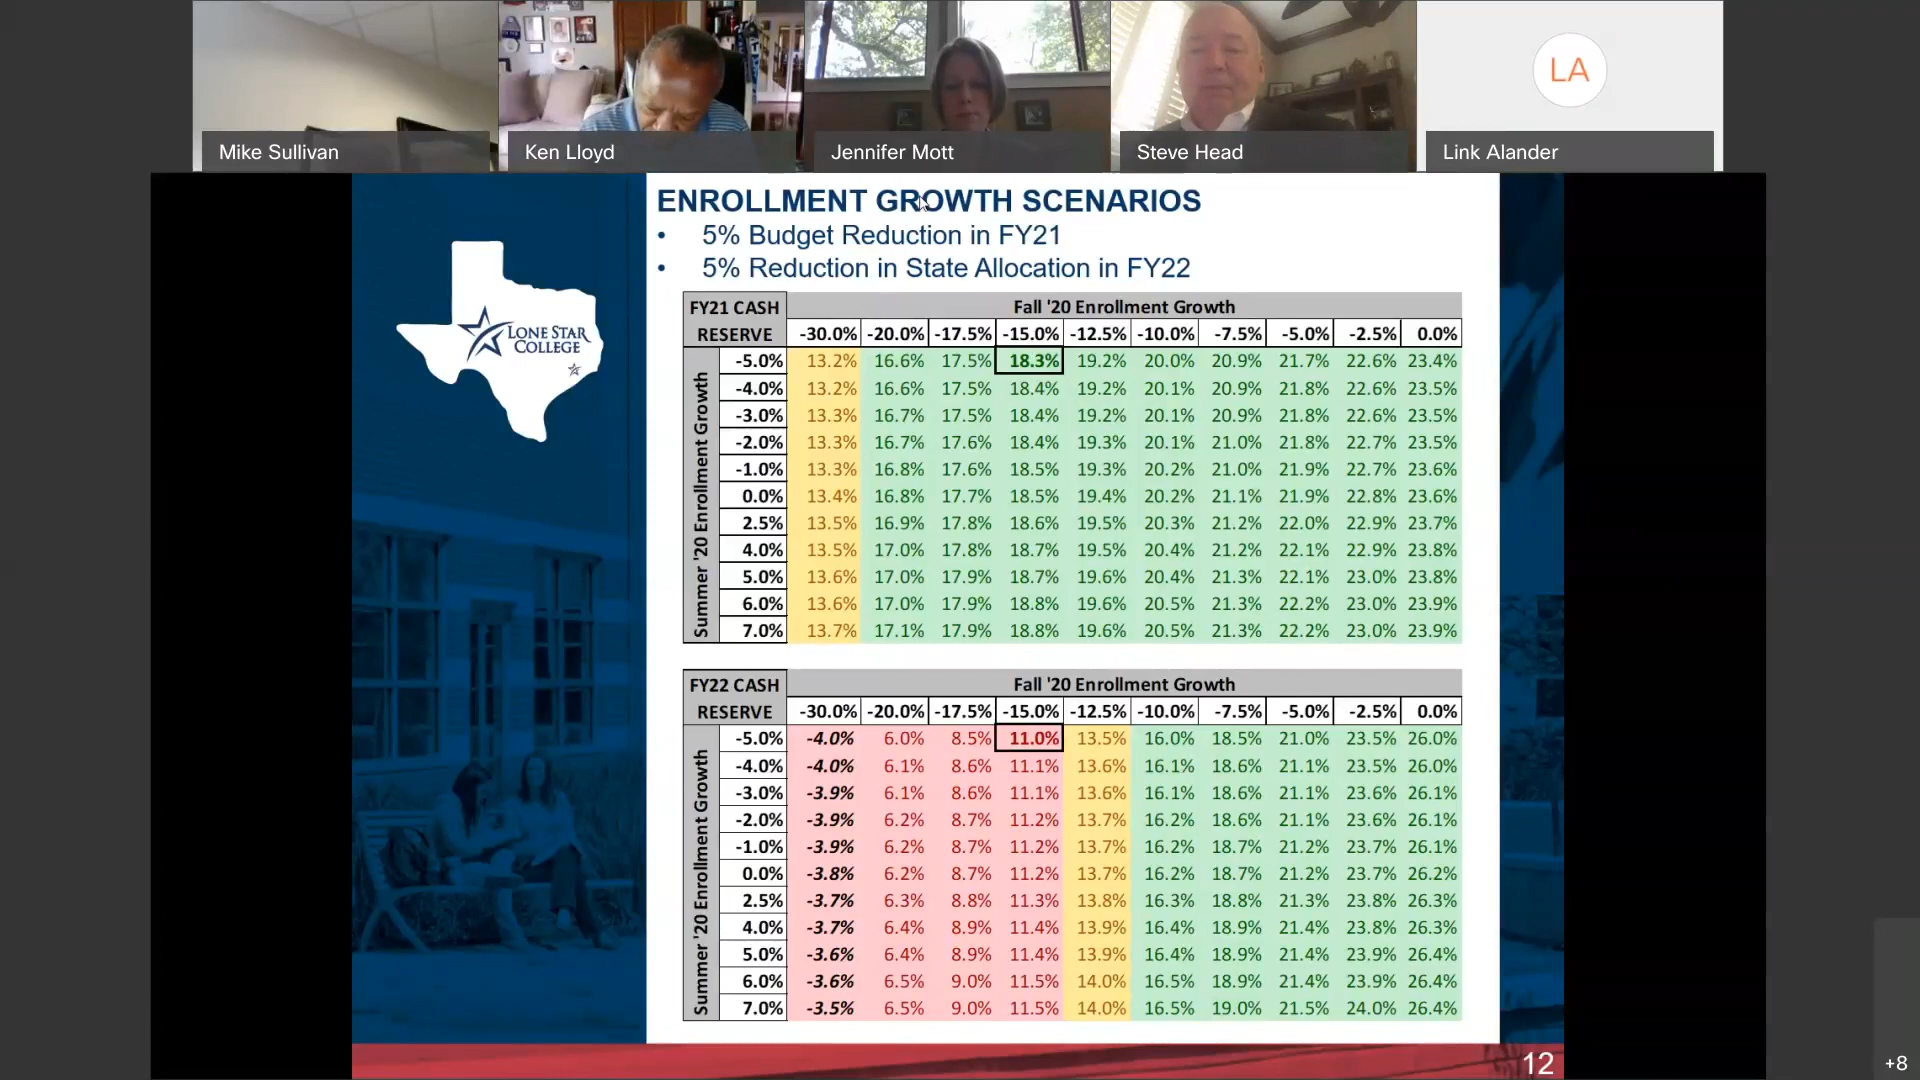 Mike Sullivan
Ken Lloyd
Jennifer Mott
Steve Head
LA
Link Alander
ENROLLMENT GROWTH SCENARIOS
• 5% Budget Reduction in FY21
• 5% Reduction in State Allocation in FY22
LONE STAR
COLLEGE
FY21 CASH RESERVE
Fall '20 Enrollment Growth
-30.0% -20.0% -17.5% -15.0% -12.5% -10.0% -7.5% -5.0% -2.5% 0.0%
Summer '20 Enrollment Growth
-5.0% 13.2% 16.6% 17.5% 18.3% 19.2% 20.0% 20.9% 21.7% 22.6% 23.4%
-4.0% 13.2% 16.6% 17.5% 18.4% 19.2% 20.1% 20.9% 21.8% 22.6% 23.5%
-3.0% 13.3% 16.7% 17.5% 18.4% 19.2% 20.1% 20.9% 21.8% 22.6% 23.5%
-2.0% 13.3% 16.7% 17.6% 18.4% 19.3% 20.1% 21.0% 21.8% 22.7% 23.5%
-1.0% 13.3% 16.8% 17.6% 18.5% 19.3% 20.2% 21.0% 21.9% 22.7% 23.6%
0.0% 13.4% 16.8% 17.7% 18.5% 19.4% 20.2% 21.1% 21.9% 22.8% 23.6%
2.5% 13.5% 16.9% 17.8% 18.6% 19.5% 20.3% 21.2% 22.0% 22.9% 23.7%
4.0% 13.5% 17.0% 17.8% 18.7% 19.5% 20.4% 21.2% 22.1% 22.9% 23.8%
5.0% 13.6% 17.0% 17.9% 18.7% 19.6% 20.4% 21.3% 22.1% 23.0% 23.8%
6.0% 13.6% 17.0% 17.9% 18.8% 19.6% 20.5% 21.3% 22.2% 23.0% 23.9%
7.0% 13.7% 17.1% 17.9% 18.8% 19.6% 20.5% 21.3% 22.2% 23.0% 23.9%
FY22 CASH RESERVE
Fall '20 Enrollment Growth
-30.0% -20.0% -17.5% -15.0% -12.5% -10.0% -7.5% -5.0% -2.5% 0.0%
Summer '20 Enrollment Growth
-5.0% -4.0% 6.0% 8.5% 11.0% 13.5% 16.0% 18.5% 21.0% 23.5% 26.0%
-4.0% -4.0% 6.1% 8.6% 11.1% 13.6% 16.1% 18.6% 21.1% 23.5% 26.0%
-3.0% -3.9% 6.1% 8.6% 11.1% 13.6% 16.1% 18.6% 21.1% 23.6% 26.1%
-2.0% -3.9% 6.2% 8.7% 11.2% 13.7% 16.2% 18.6% 21.1% 23.6% 26.1%
-1.0% -3.9% 6.2% 8.7% 11.2% 13.7% 16.2% 18.7% 21.2% 23.7% 26.1%
0.0% -3.8% 6.2% 8.7% 11.2% 13.7% 16.2% 18.7% 21.2% 23.7% 26.2%
2.5% -3.7% 6.3% 8.8% 11.3% 13.8% 16.3% 18.8% 21.3% 23.8% 26.3%
4.0% -3.7% 6.4% 8.9% 11.4% 13.9% 16.4% 18.9% 21.4% 23.8% 26.3%
5.0% -3.6% 6.4% 8.9% 11.4% 13.9% 16.4% 18.9% 21.4% 23.9% 26.4%
6.0% -3.6% 6.5% 9.0% 11.5% 14.0% 16.5% 18.9% 21.4% 23.9% 26.4%
7.0% -3.5% 6.5% 9.0% 11.5% 14.0% 16.5% 19.0% 21.5% 24.0% 26.4%
12
+8